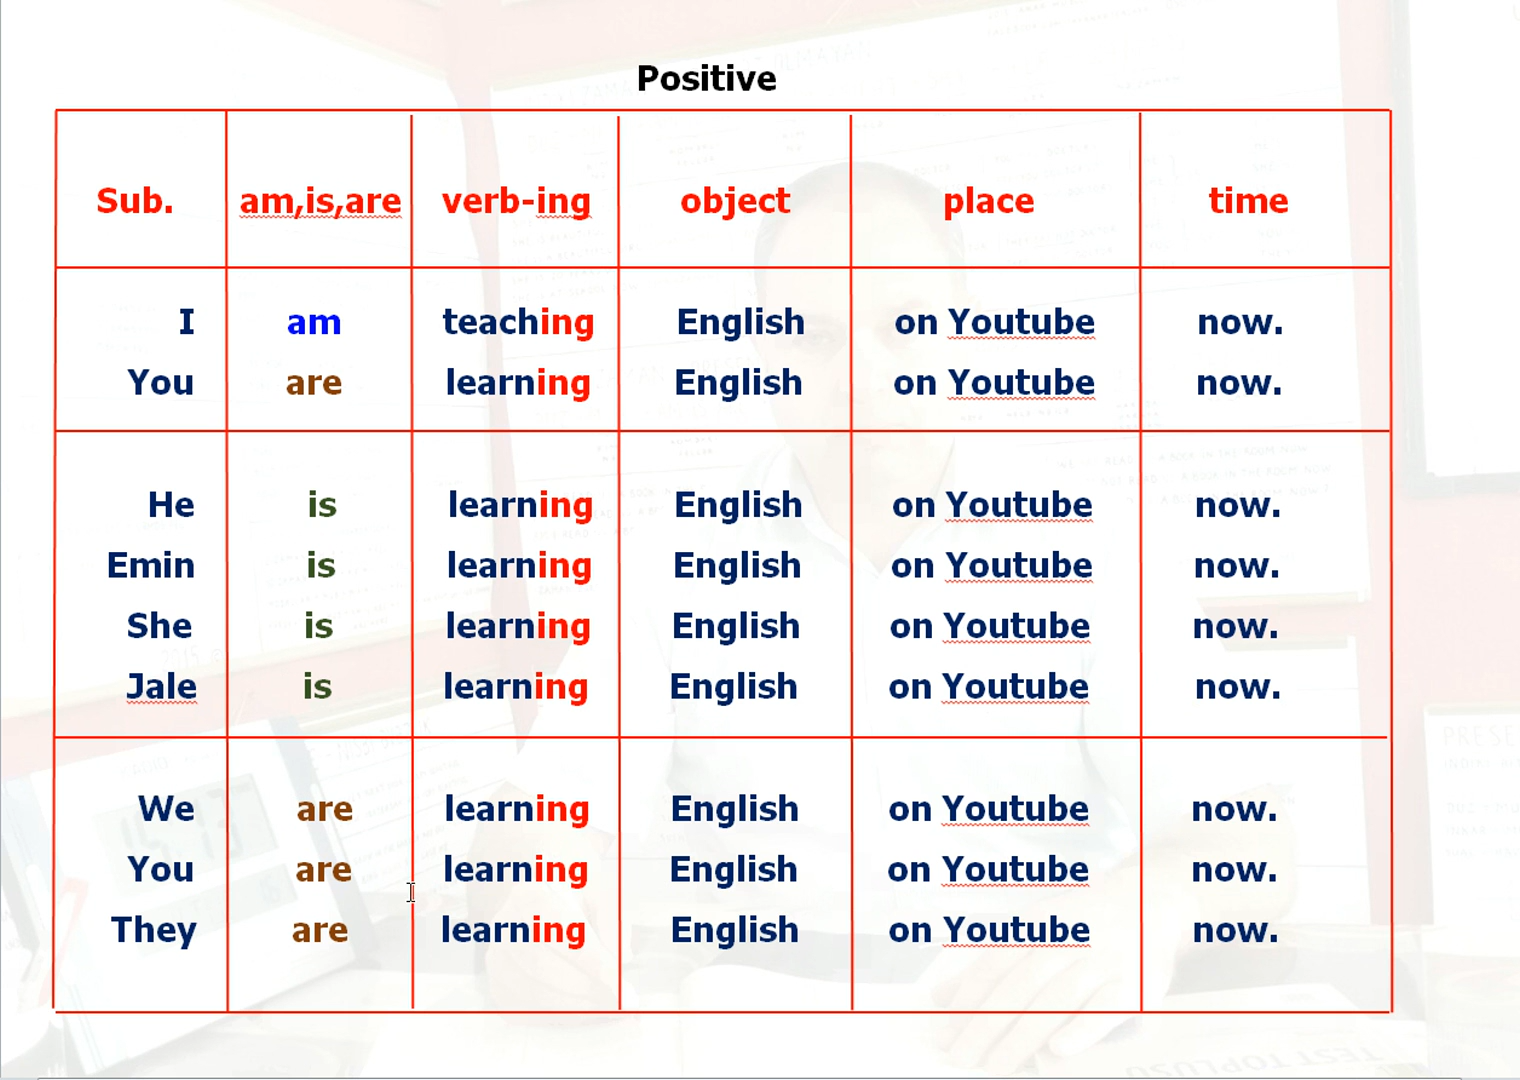 Positive
Sub. am,is,are verb-ing object place time
I am teaching English on Youtube now.
You are learning English on Youtube now.
He is learning English on Youtube now.
Emin is learning English on Youtube now.
She is learning English on Youtube now.
Jale is learning English on Youtube now.
We are learning English on Youtube now.
You are learning English on Youtube now.
They are learning English on Youtube now.
TEST TOPLUSU